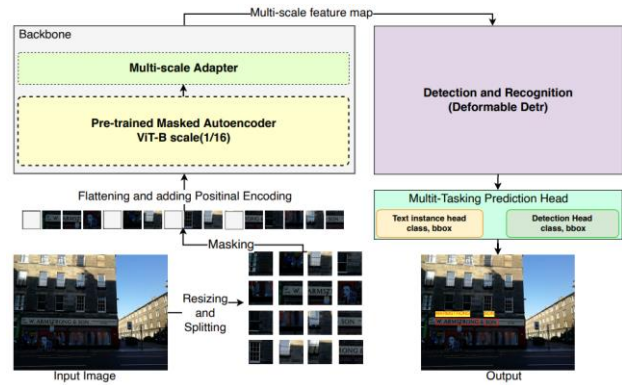 Multi-scale feature map
Backbone
Multi-scale Adapter
Pre-trained Masked Autoencoder
ViT-B scale(1/16)
Detection and Recognition
(Deformable Detr)
Flattening and adding Positinal Encoding
Multit-Tasking Prediction Head
Text instance head
class, bbox
Detection Head
class, bbox
Masking
Resizing
and
Splitting
ARMSTRONG & SON
Input Image
Output